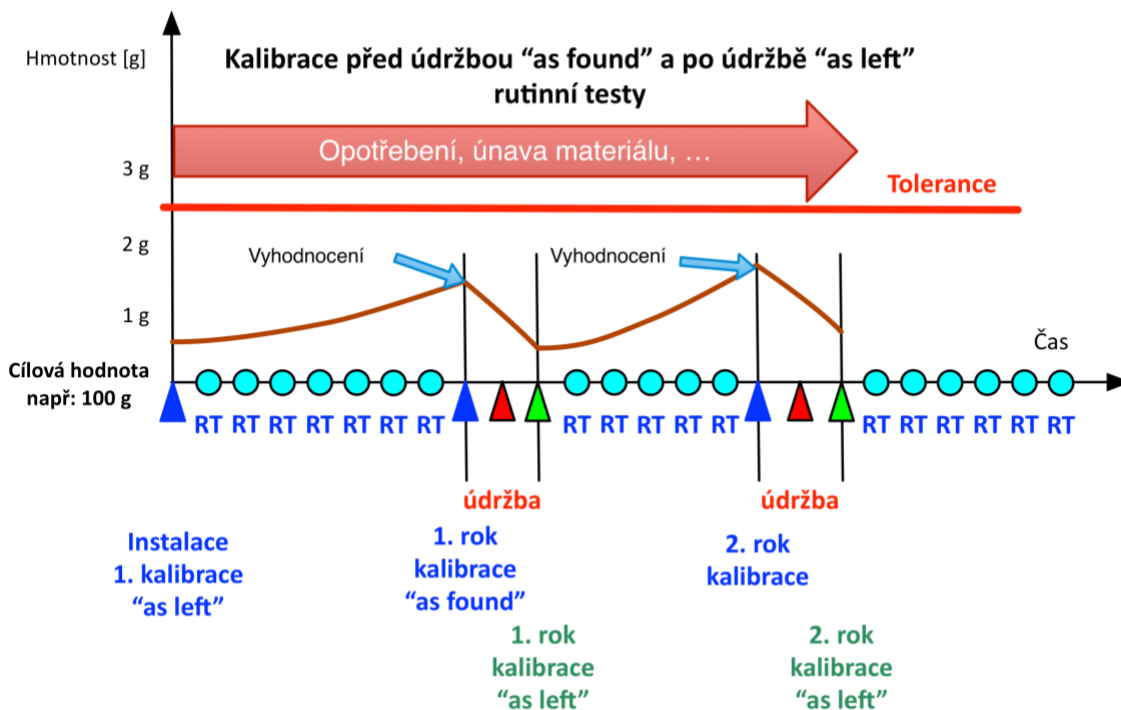 Hmotnost [g]
Kalibrace před údržbou “as found” a po údržbě “as left”
rutinní testy
Opotřebení, únava materiálu, …
3 g
Tolerance
2 g
Vyhodnocení
Vyhodnocení
1 g
Čas
Cílová hodnota
např: 100 g
RT RT RT RT RT RT RT
RT RT RT RT RT
RT RT RT RT RT RT
údržba
údržba
Instalace
1. kalibrace
“as left”
1. rok
kalibrace
“as found”
2. rok
kalibrace
1. rok
kalibrace
“as left”
2. rok
kalibrace
“as left”